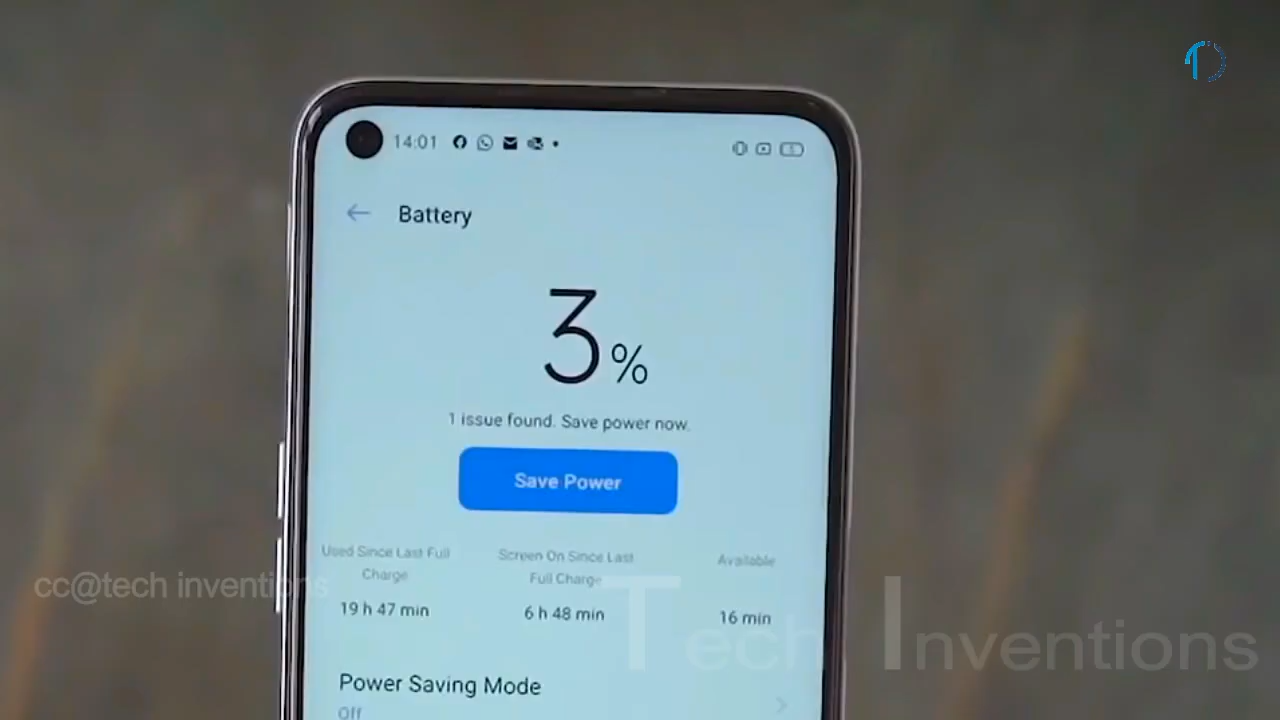 14:01
Battery
3%
1 issue found. Save power now.
Save Power
Used Since Last Full
Charge
19 h 47 min
Screen On Since Last
Full Charge
6 h 48 min
Available
16 min
cc@tech inventions
Tech Inventions
Power Saving Mode
Off